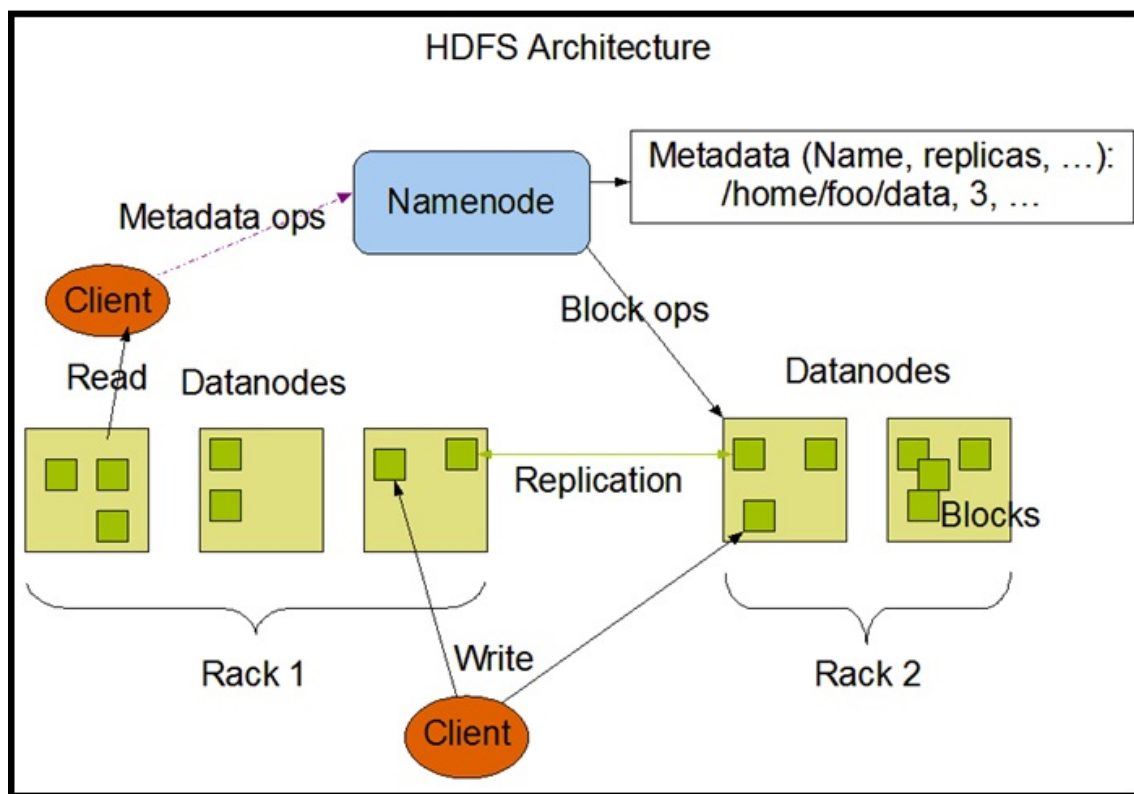 HDFS Architecture
Metadata (Name, replicas, …):
/home/foo/data, 3, …
Namenode
Metadata ops
Client
Block ops
Read
Datanodes
Datanodes
Replication
Blocks
Rack 1
Write
Rack 2
Client